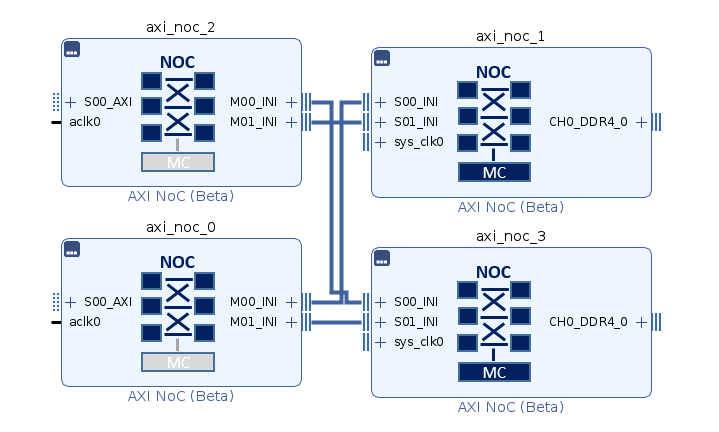 axi_noc_2
NOC
S00_AXI
aclk0
M00_INI
M01_INI
MC
AXI NoC (Beta)
axi_noc_1
NOC
S00_INI
S01_INI
sys_clk0
CH0_DDR4_0
MC
AXI NoC (Beta)
axi_noc_0
NOC
S00_AXI
aclk0
M00_INI
M01_INI
MC
AXI NoC (Beta)
axi_noc_3
NOC
S00_INI
S01_INI
sys_clk0
CH0_DDR4_0
MC
AXI NoC (Beta)